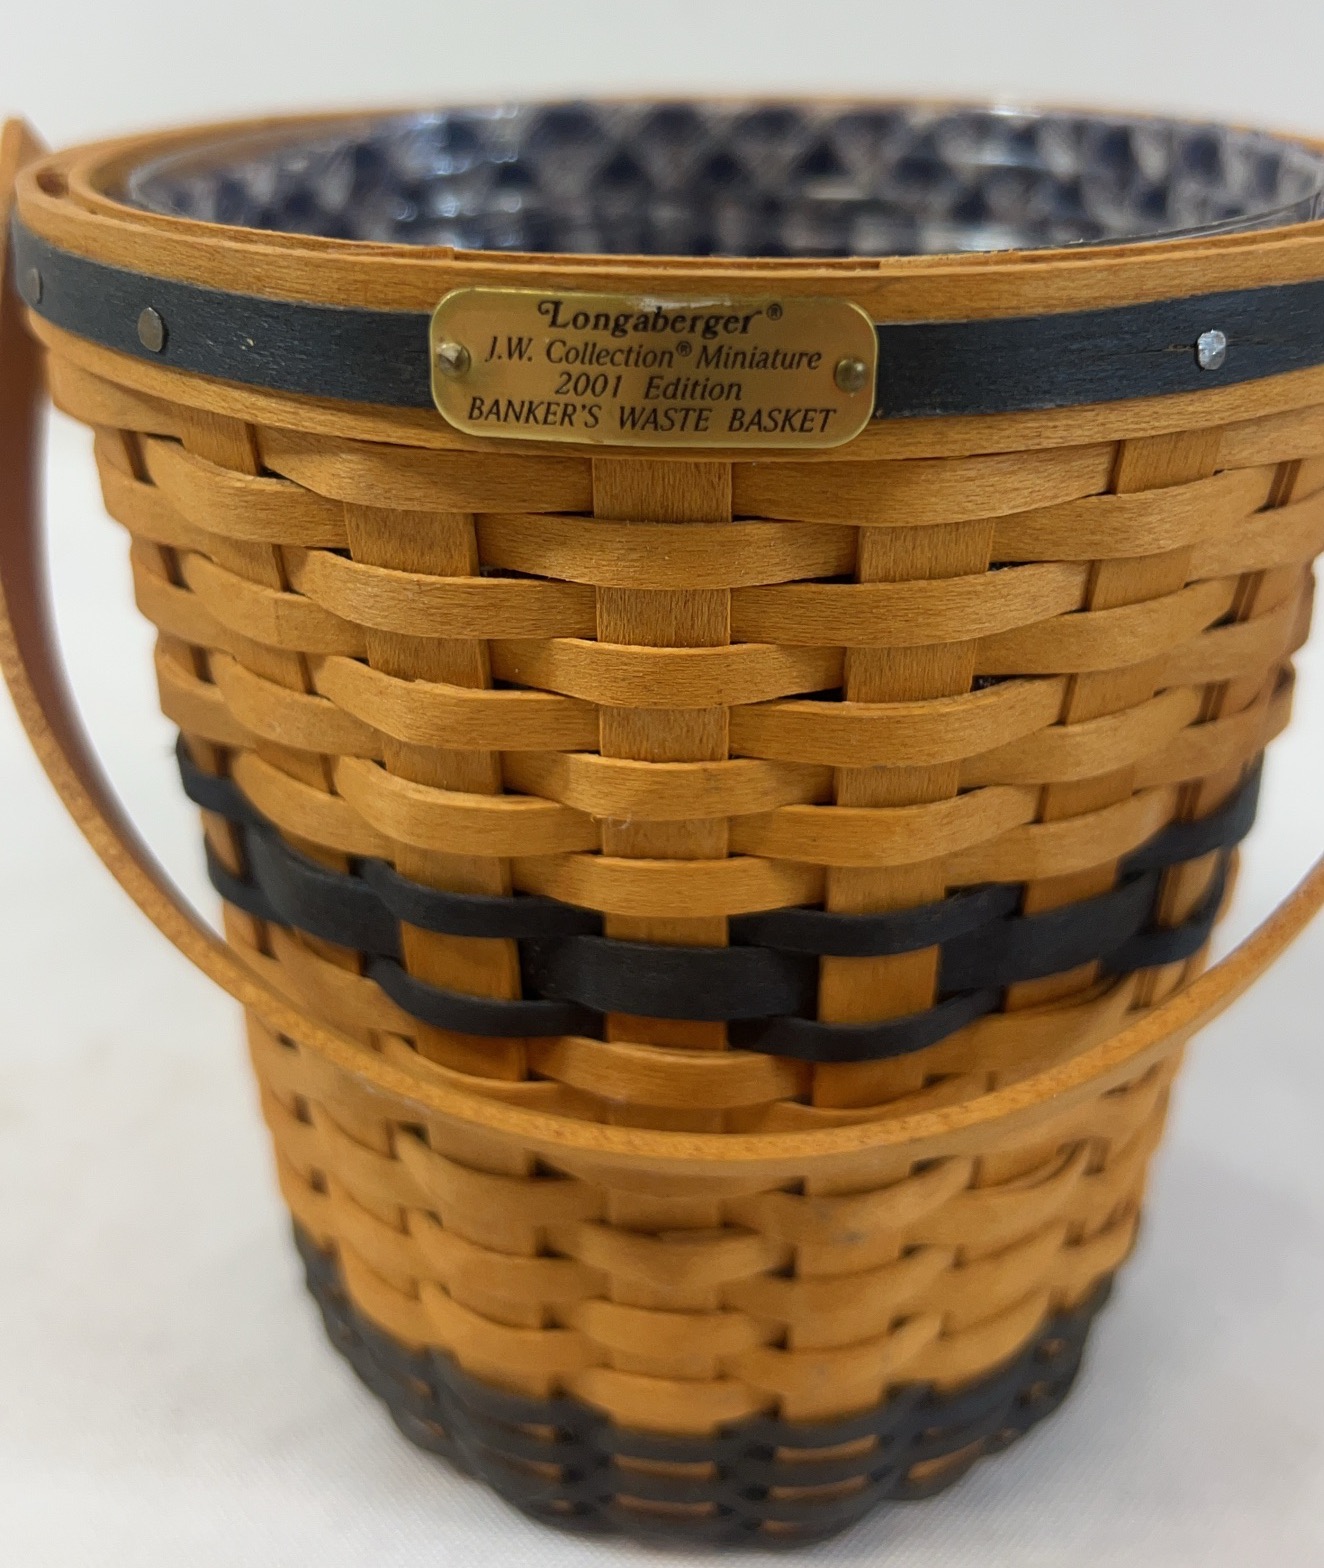 Longaberger®
J.W. Collection® Miniature
2001 Edition
BANKER'S WASTE BASKET